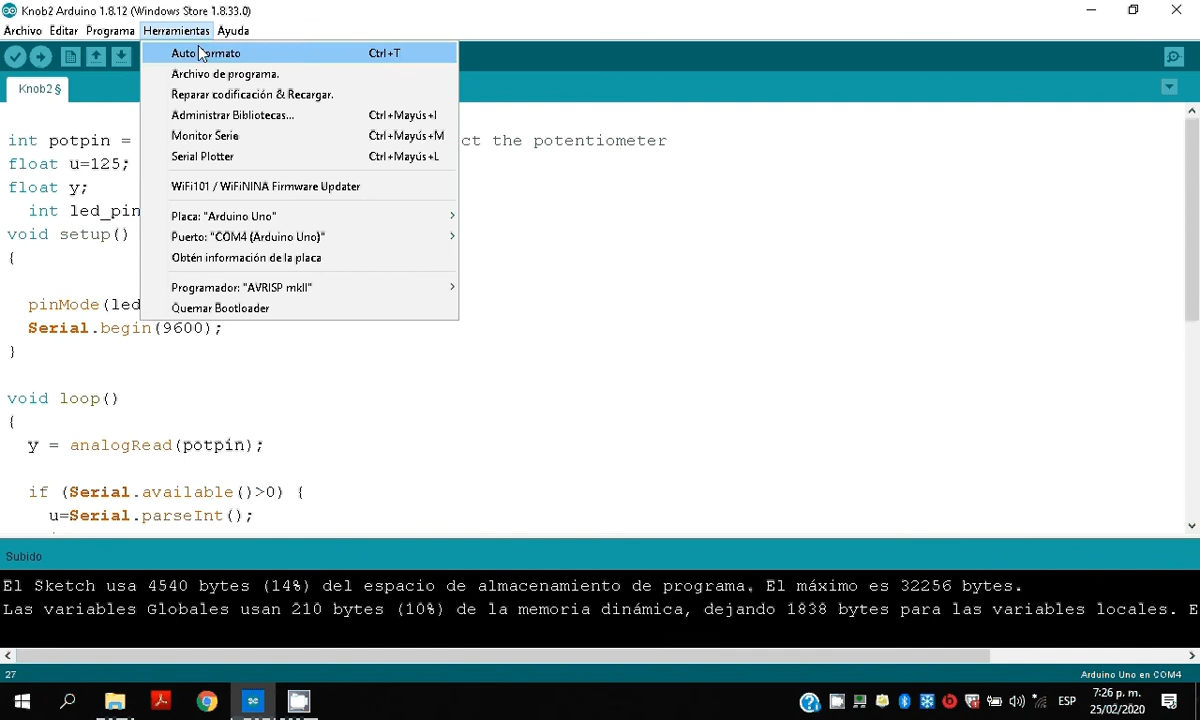 Knob2 Arduino 1.8.12 (Windows Store 1.8.33.0)
Archivo Editar Programa Herramientas Ayuda
Auto Formato Ctrl+T
Archivo de programa.
Reparar codificación & Recargar.
Administrar Bibliotecas... Ctrl+Mayús+I
Monitor Serie Ctrl+Mayús+M
Serial Plotter Ctrl+Mayús+L
WiFi101 / WiFiNINA Firmware Updater
Placa: "Arduino Uno"
Puerto: "COM4 (Arduino Uno)"
Obtén información de la placa
Programador: "AVRISP mkII"
Quemar Bootloader
Knob2 §
int potpin = ct the potentiometer
float u=125;
float y;
int led_pin
void setup()
{
pinMode(led
Serial.begin(9600);
}
void loop()
{
y = analogRead(potpin);
if (Serial.available()>0) {
u=Serial.parseInt();
Subido
El Sketch usa 4540 bytes (14%) del espacio de almacenamiento de programa. El máximo es 32256 bytes.
Las variables Globales usan 210 bytes (10%) de la memoria dinámica, dejando 1838 bytes para las variables locales. E
27
Arduino Uno en COM4
ESP
7:26 p. m.
25/02/2020